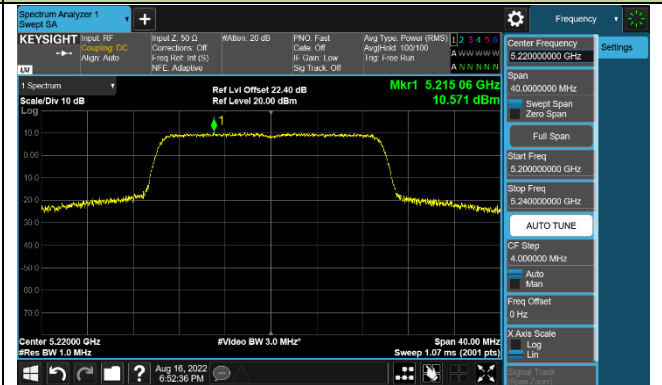 Spectrum Analyzer 1
Swept SA
Frequency
KEYSIGHT Input: RF
Coupling: DC
Align: Auto
Input Z: 50 Ω
Corrections: Off
Freq Ref: Int (S)
NFE: Adaptive
#Atten: 20 dB
PNO: Fast
Gate: Off
IF Gain: Low
Sig Track: Off
Avg Type: Power (RMS)
Avg|Hold: 100/100
Trig: Free Run
1 2 3 4 5 6
A W W W W W
A N N N N N
LXI
1 Spectrum
Scale/Div 10 dB
Log
Ref Lvl Offset 22.40 dB
Ref Level 20.00 dBm
Mkr1 5.215 06 GHz
10.571 dBm
1
10.0
0.00
10.0
20.0
30.0
40.0
-50.0
60.0
70.0
Center 5.22000 GHz
#Res BW 1.0 MHz
#Video BW 3.0 MHz*
Span 40.00 MHz
Sweep 1.07 ms (2001 pts)
Aug 16, 2022
6:52:36 PM
Center Frequency
5.220000000 GHz
Settings
Span
40.0000000 MHz
Swept Span
Zero Span
Full Span
Start Freq
5.200000000 GHz
Stop Freq
5.240000000 GHz
AUTO TUNE
CF Step
4.000000 MHz
Auto
Man
Freq Offset
0 Hz
X Axis Scale
Log
Lin
Signal Track
(Span Zoom)